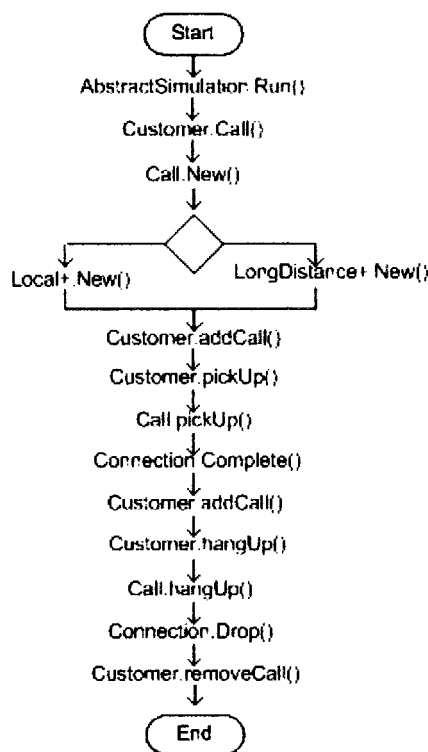 Start
AbstractSimulation.Run()
Customer.Call()
Call.New()
Local+.New()
LongDistance+ New()
Customer.addCall()
Customer.pickUp()
Call.pickUp()
Connection.Complete()
Customer.addCall()
Customer.hangUp()
Call.hangUp()
Connection.Drop()
Customer.removeCall()
End